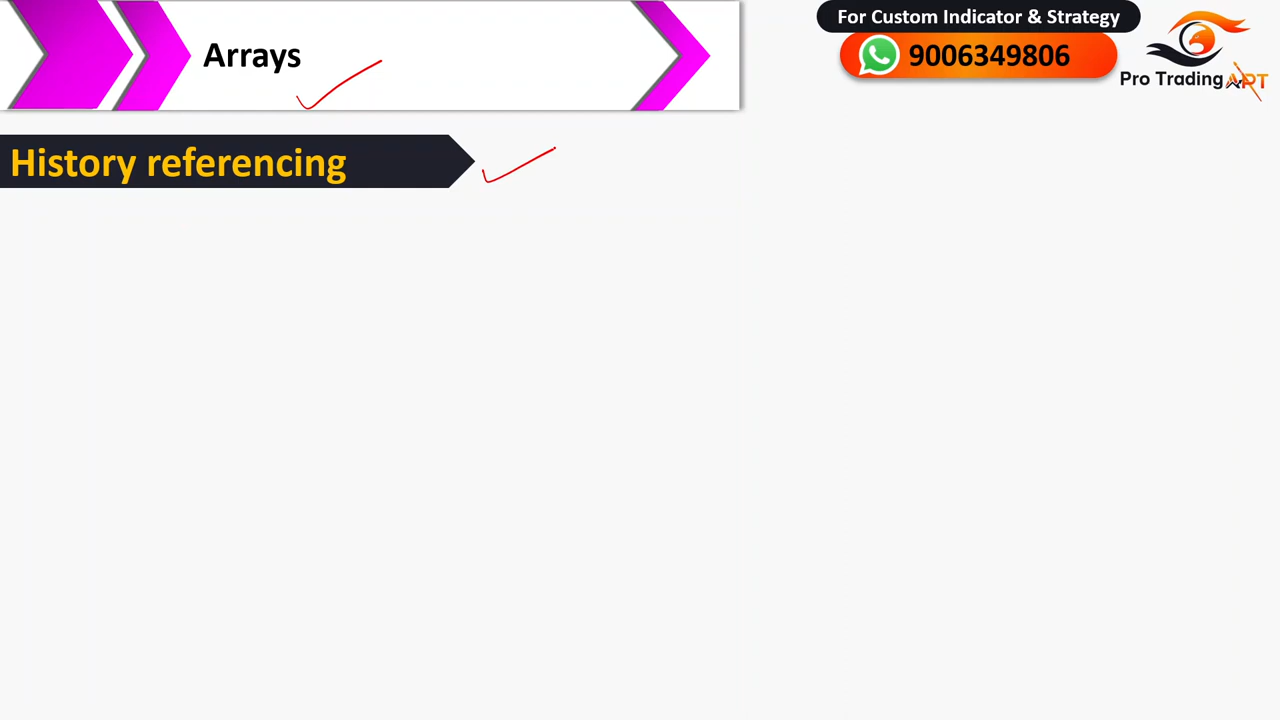 Arrays
For Custom Indicator & Strategy
9006349806
Pro Trading APT
History referencing